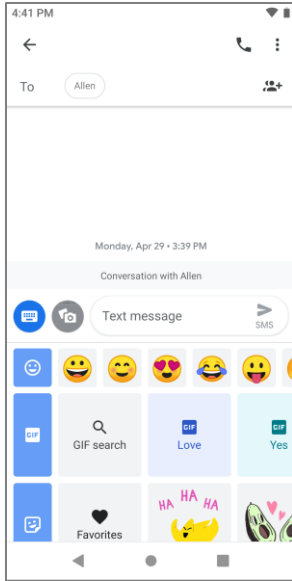 4:41 PM
To
Allen
Monday, Apr 29 • 3:39 PM
Conversation with Allen
Text message
SMS
GIF
GIF search
GIF
Love
GIF
Yes
Favorites
HA HA HA